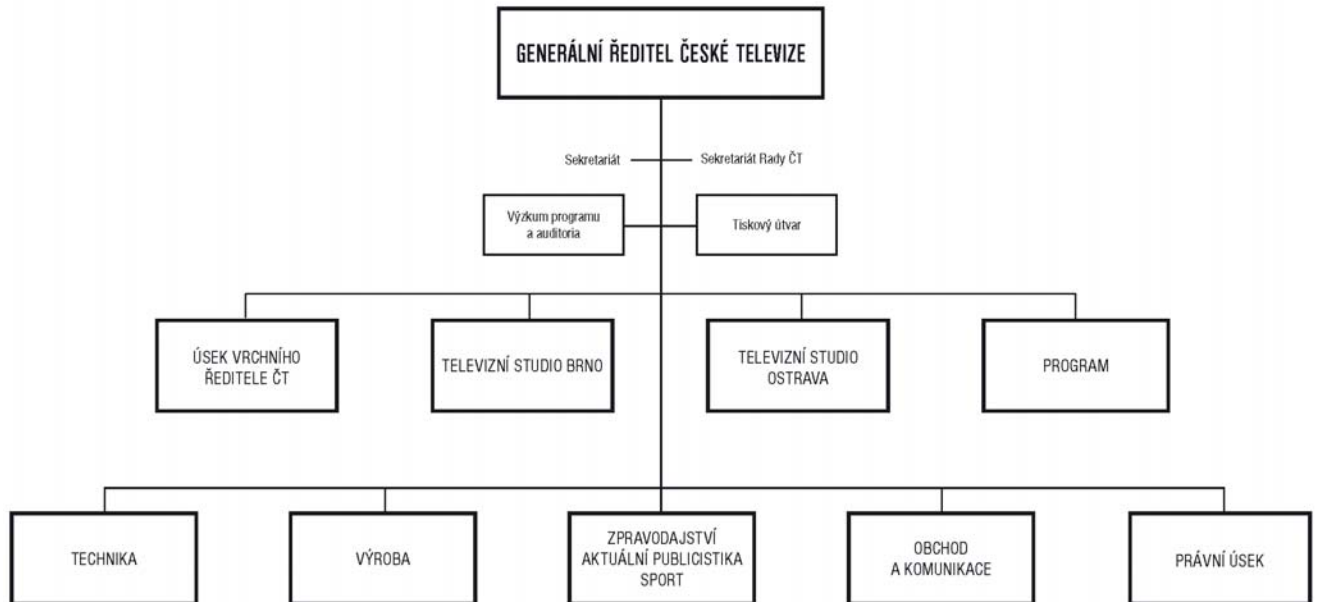 GENERÁLNÍ ŘEDITEL ČESKÉ TELEVIZE
Sekretariát
Sekretariát Rady ČT
Výzkum programu
a auditoria
Tiskový útvar
ÚSEK VRCHNÍHO
ŘEDITELE ČT
TELEVIZNÍ STUDIO BRNO
TELEVIZNÍ STUDIO
OSTRAVA
PROGRAM
TECHNIKA
VÝROBA
ZPRAVODAJSTVÍ
AKTUÁLNÍ PUBLICISTIKA
SPORT
OBCHOD
A KOMUNIKACE
PRÁVNÍ ÚSEK